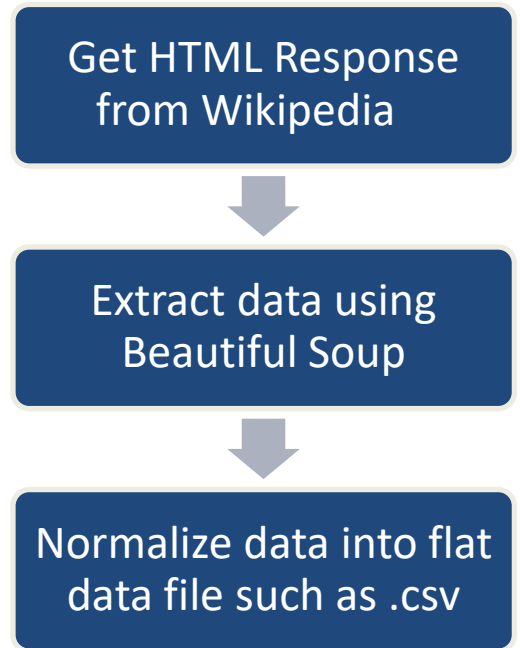 Get HTML Response
from Wikipedia
Extract data using
Beautiful Soup
Normalize data into flat
data file such as .csv